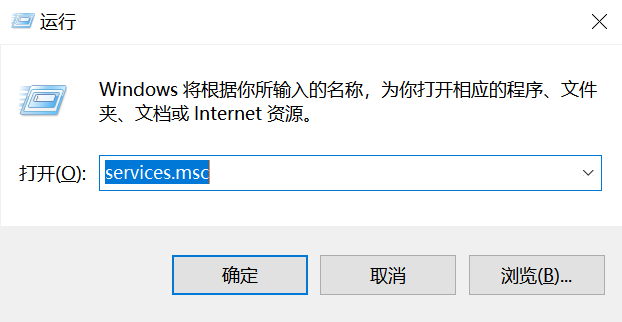 运行
Windows 将根据你所输入的名称，为你打开相应的程序、文件
夹、文档或 Internet 资源。
打开(O): services.msc
确定 取消 浏览(B)...